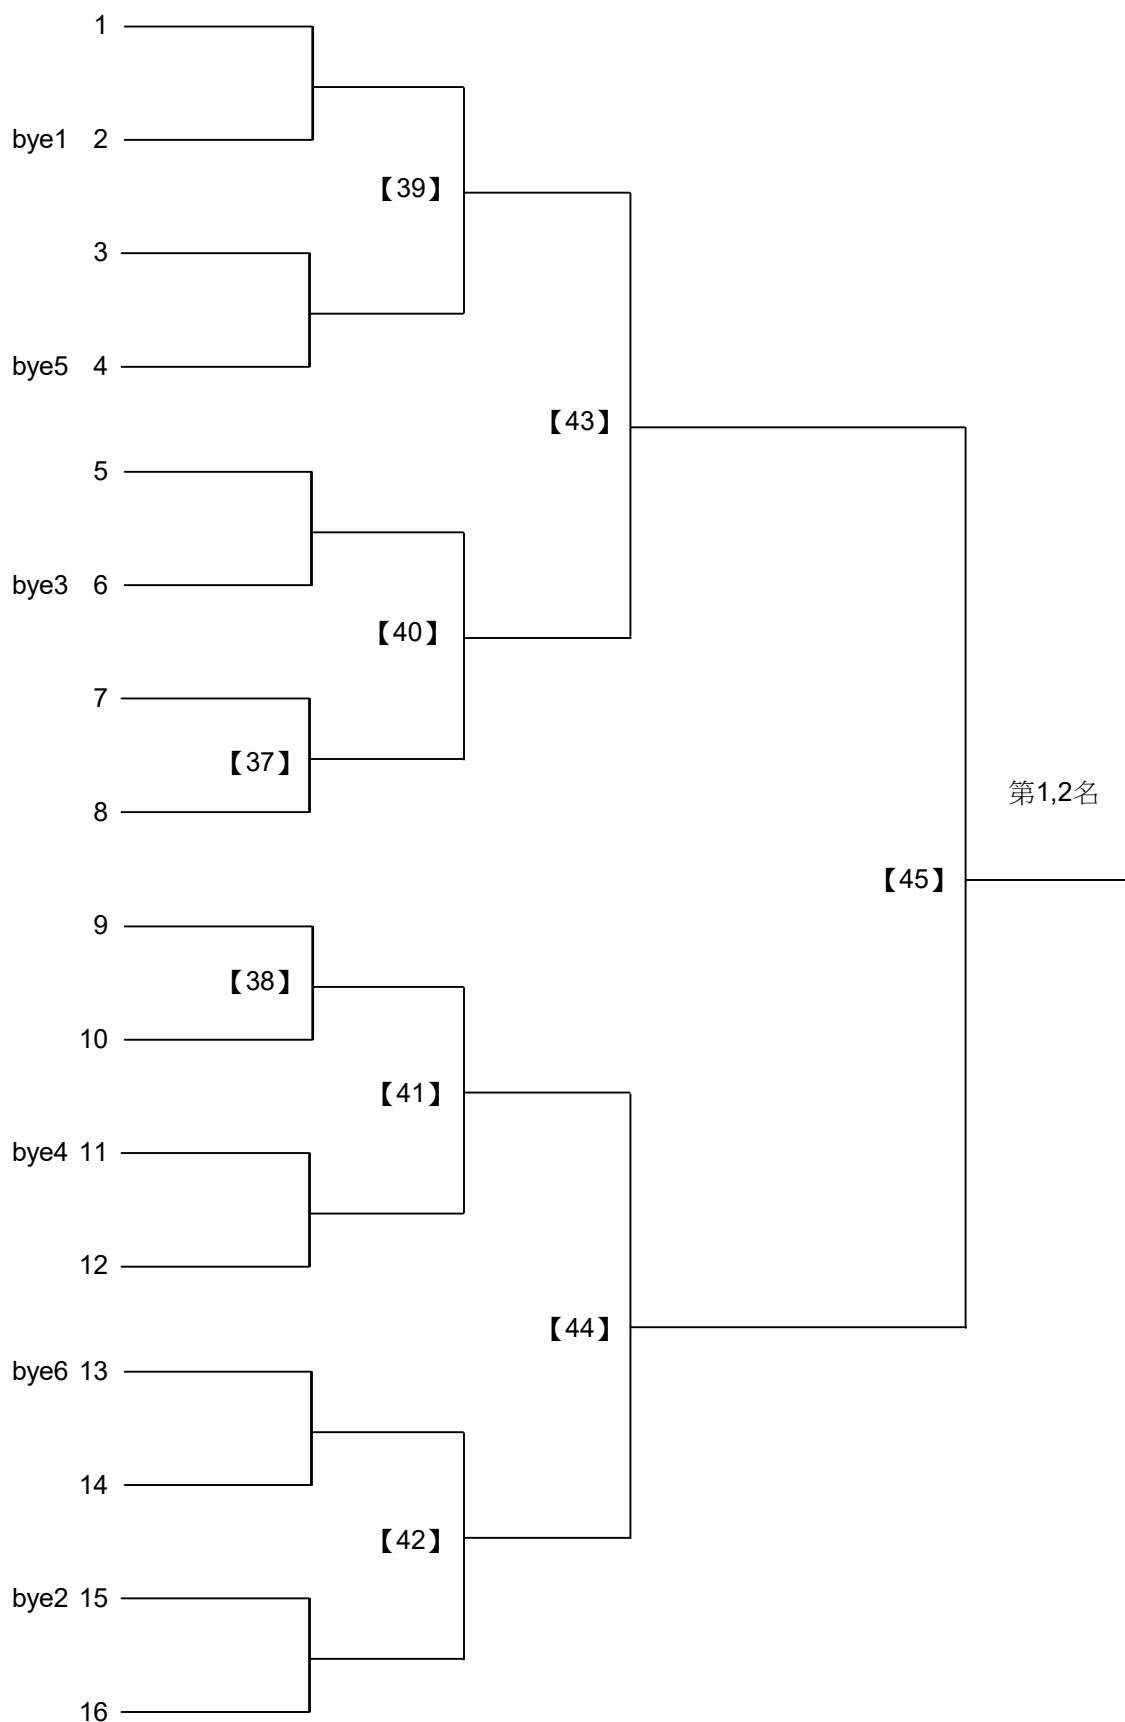 1
bye1 2
【39】
3
bye5 4
【43】
5
bye3 6
【40】
7
【37】
8
第1,2名
【45】
9
【38】
10
【41】
bye4 11
12
【44】
bye6 13
14
【42】
bye2 15
16